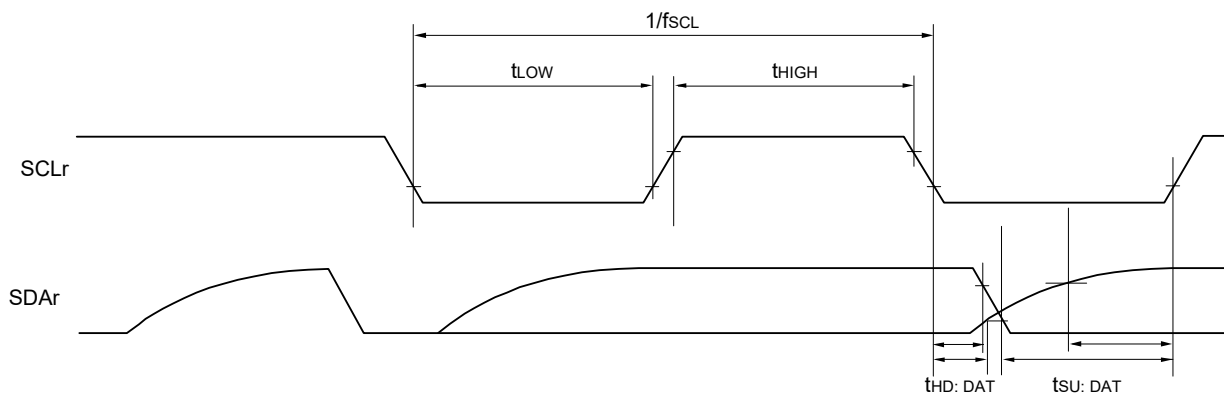 1/fSCL
tLOW
tHIGH
SCLr
SDAr
tHD: DAT
tSU: DAT